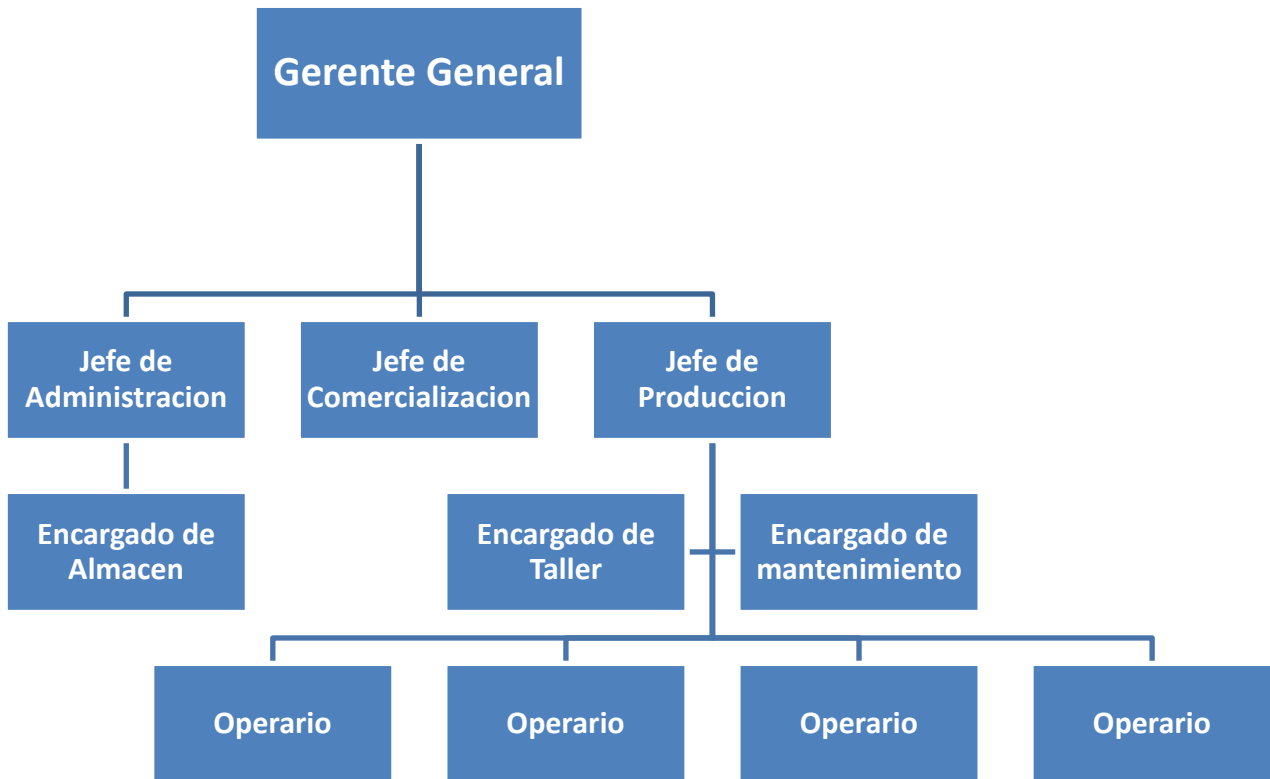 Gerente General
Jefe de
Administracion
Jefe de
Comercializacion
Jefe de
Produccion
Encargado de
Almacen
Encargado de
Taller
Encargado de
mantenimiento
Operario
Operario
Operario
Operario